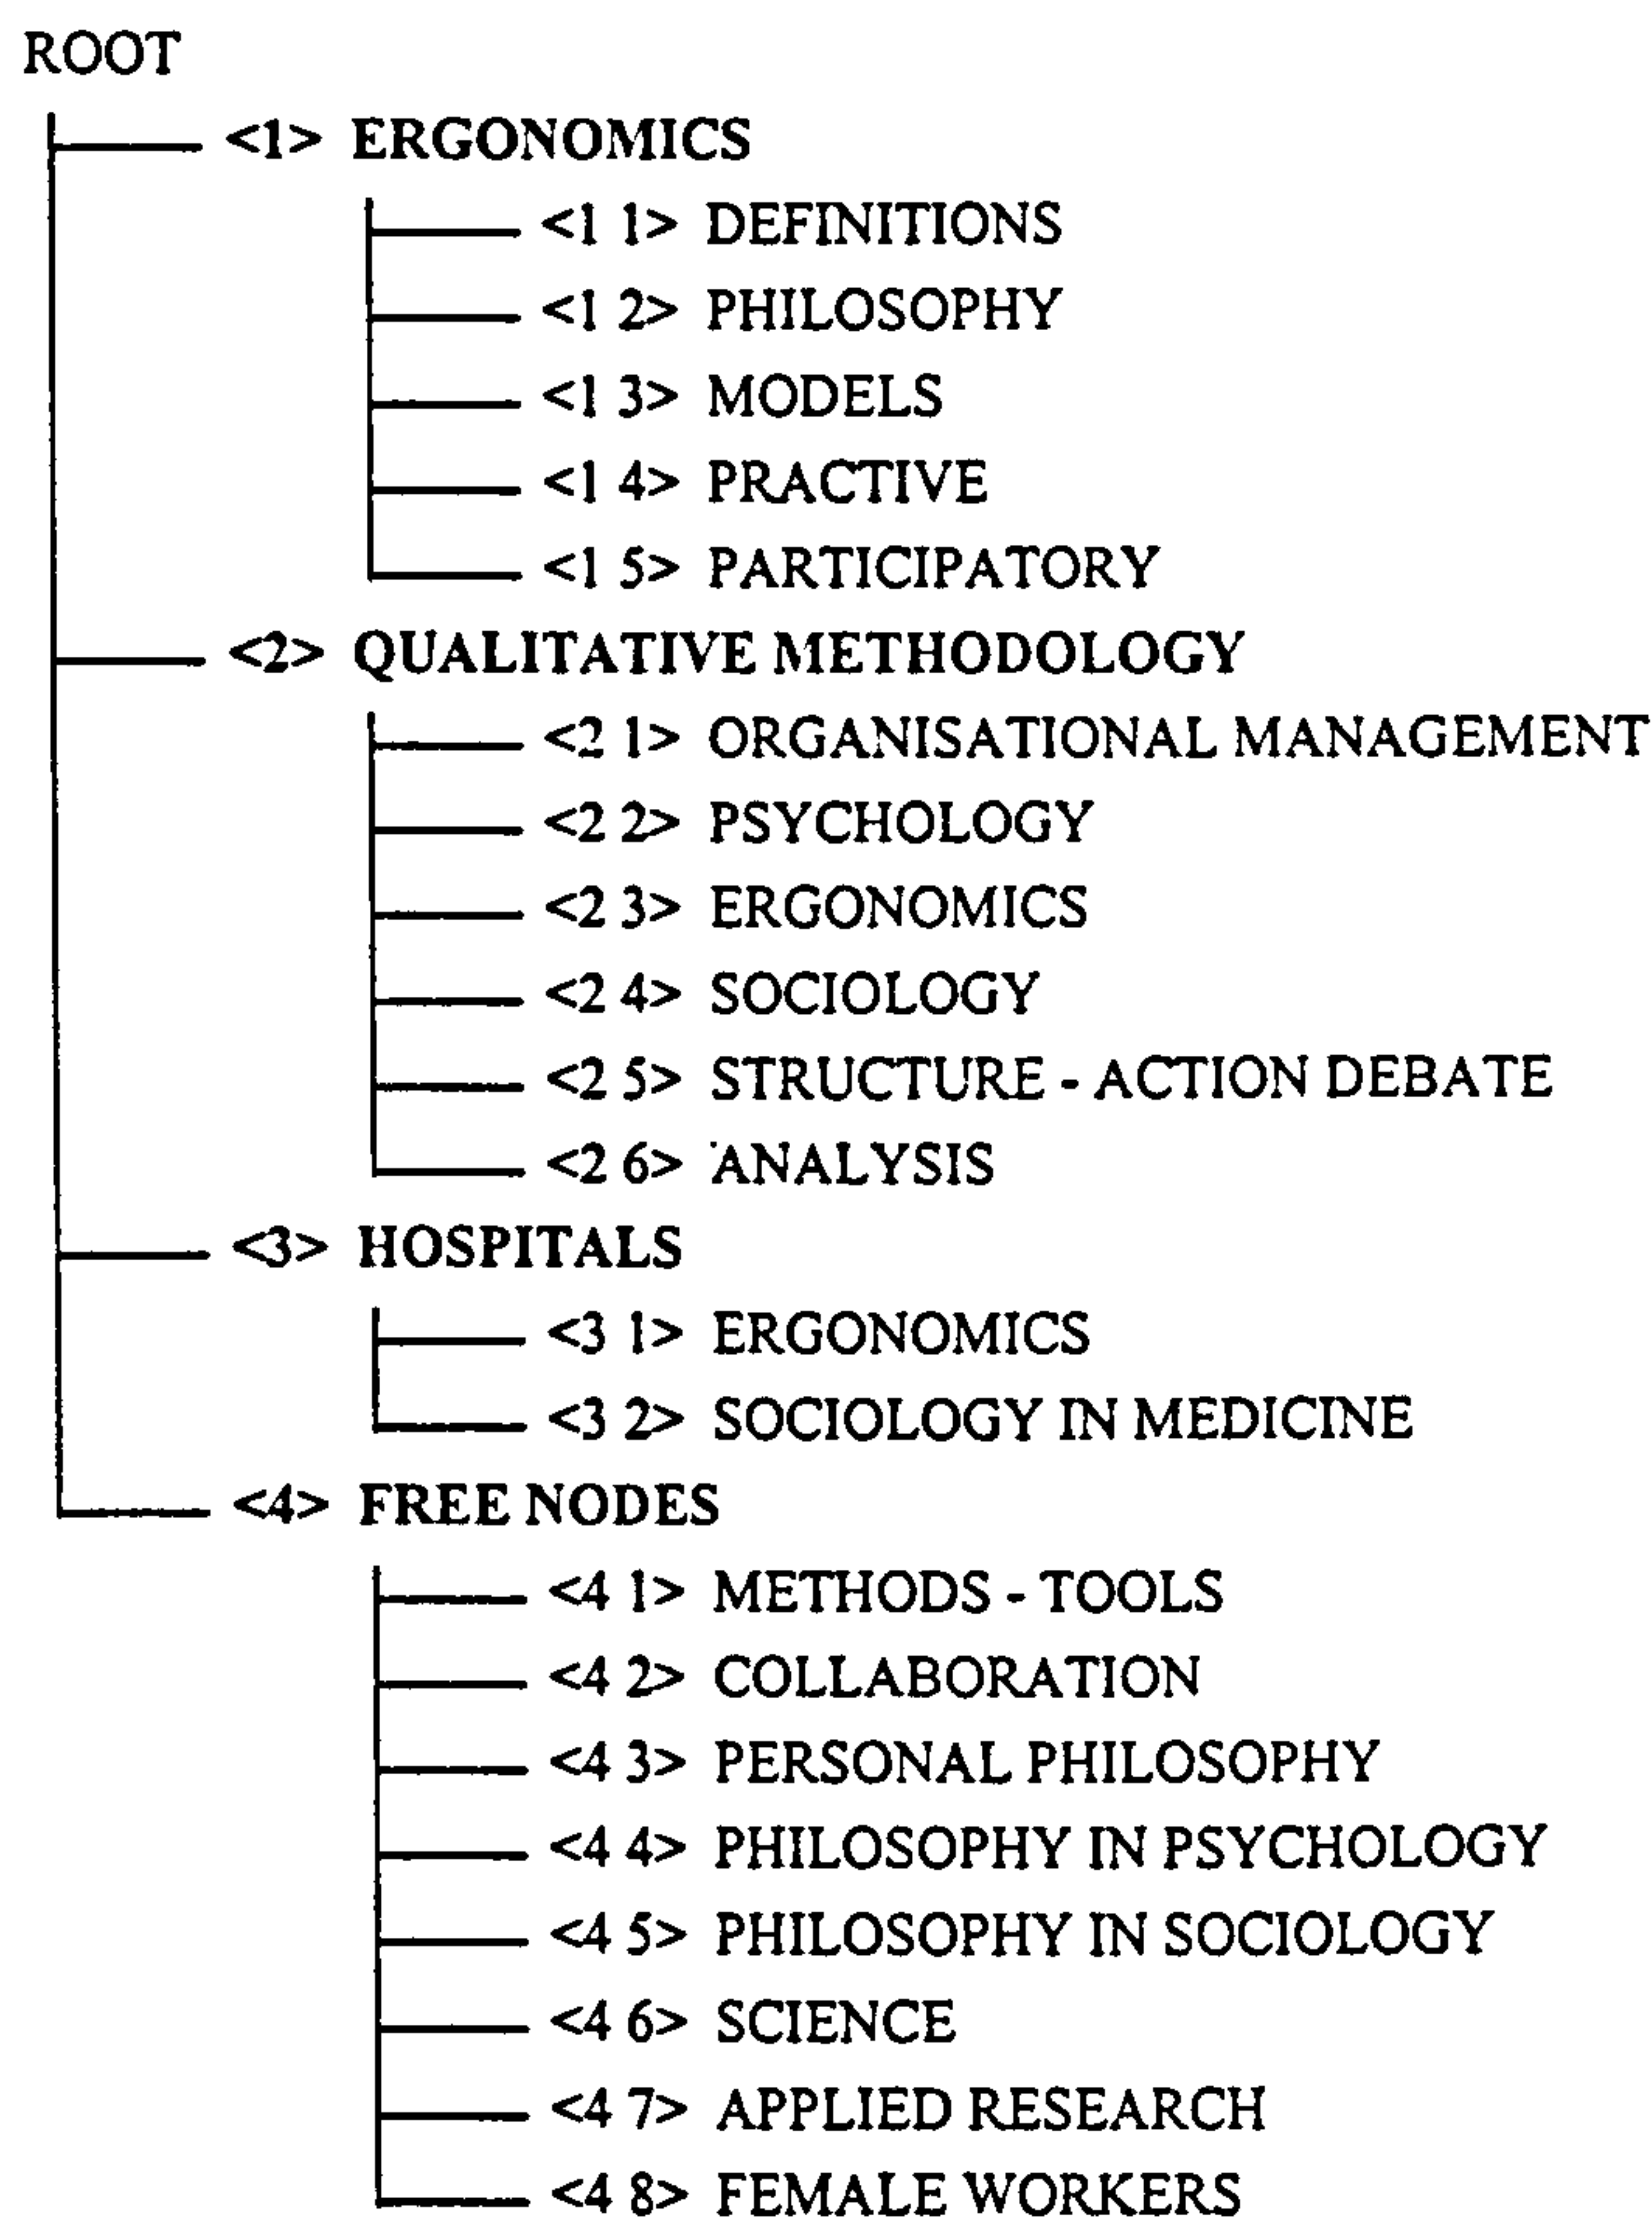 ROOT
<1> ERGONOMICS
<1 1> DEFINITIONS
<1 2> PHILOSOPHY
<1 3> MODELS
<1 4> PRACTIVE
<1 5> PARTICIPATORY
<2> QUALITATIVE METHODOLOGY
<2 1> ORGANISATIONAL MANAGEMENT
<2 2> PSYCHOLOGY
<2 3> ERGONOMICS
<2 4> SOCIOLOGY
<2 5> STRUCTURE - ACTION DEBATE
<2 6> ANALYSIS
<3> HOSPITALS
<3 1> ERGONOMICS
<3 2> SOCIOLOGY IN MEDICINE
<4> FREE NODES
<4 1> METHODS - TOOLS
<4 2> COLLABORATION
<4 3> PERSONAL PHILOSOPHY
<4 4> PHILOSOPHY IN PSYCHOLOGY
<4 5> PHILOSOPHY IN SOCIOLOGY
<4 6> SCIENCE
<4 7> APPLIED RESEARCH
<4 8> FEMALE WORKERS